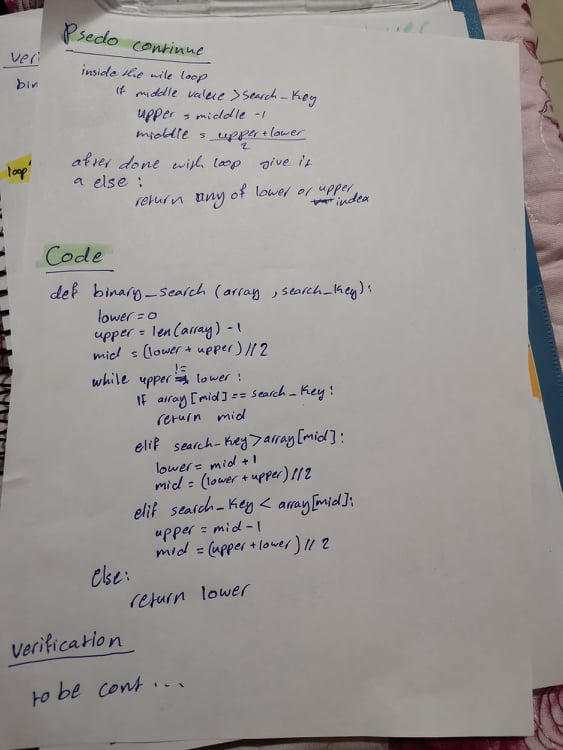 Psedo continue
inside the wile loop
if middle value > search_key
upper = middle -1
middle = upper + lower
2
after done with loop give it
a else :
return any of lower or upper
index
Code
def binary_search (array , search_key):
lower = 0
upper = len(array) - 1
mid = (lower + upper) // 2
while upper != lower :
if array[mid] == search_key:
return mid
elif search_key > array[mid]:
lower = mid + 1
mid = (lower + upper) // 2
elif search_key < array[mid]:
upper = mid - 1
mid = (upper + lower) // 2
else:
return lower
Verification
to be cont ...
veri
bin
loop